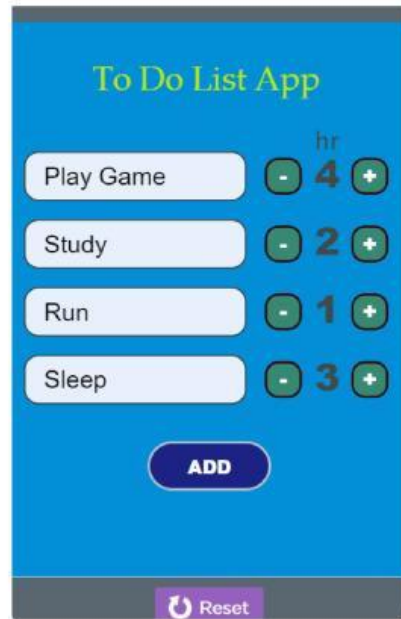 To Do List App
hr
Play Game - 4 +
Study - 2 +
Run - 1 +
Sleep - 3 +
ADD
Reset